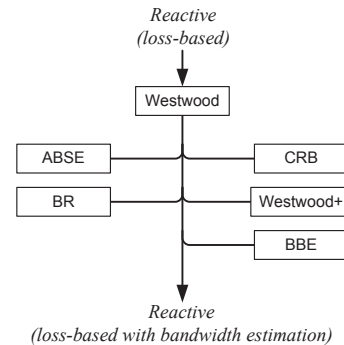 Reactive
(loss-based)
Westwood
ABSE
CRB
BR
Westwood+
BBE
Reactive
(loss-based with bandwidth estimation)